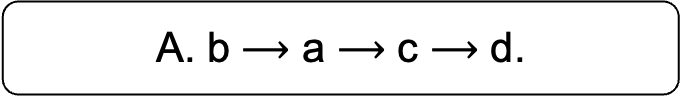 A. b ⟶ a ⟶ c ⟶ d.